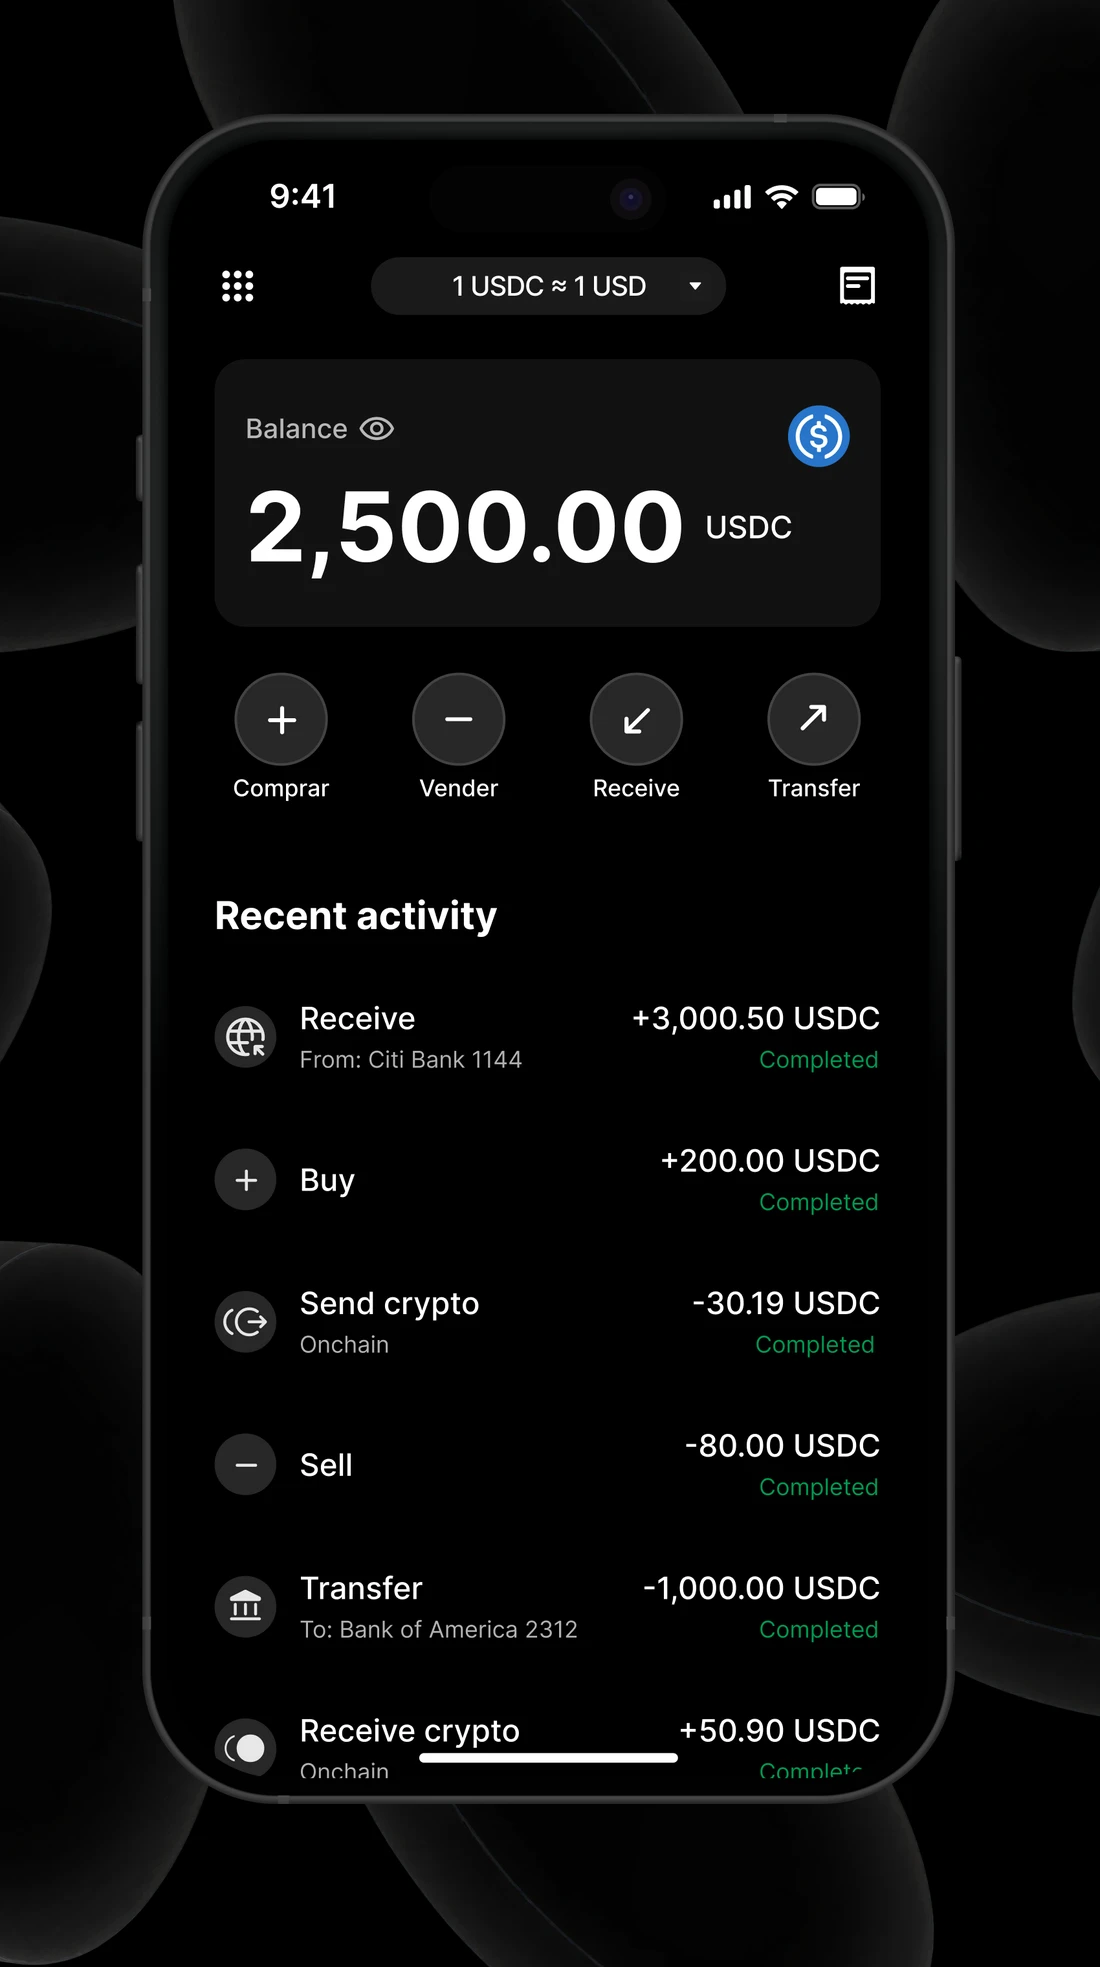 9:41
1 USDC ≈ 1 USD
Balance
2,500.00 USDC
Comprar Vender Receive Transfer
Recent activity
Receive +3,000.50 USDC
From: Citi Bank 1144 Completed
Buy +200.00 USDC
Completed
Send crypto -30.19 USDC
Onchain Completed
Sell -80.00 USDC
Completed
Transfer -1,000.00 USDC
To: Bank of America 2312 Completed
Receive crypto +50.90 USDC
Onchain Complete